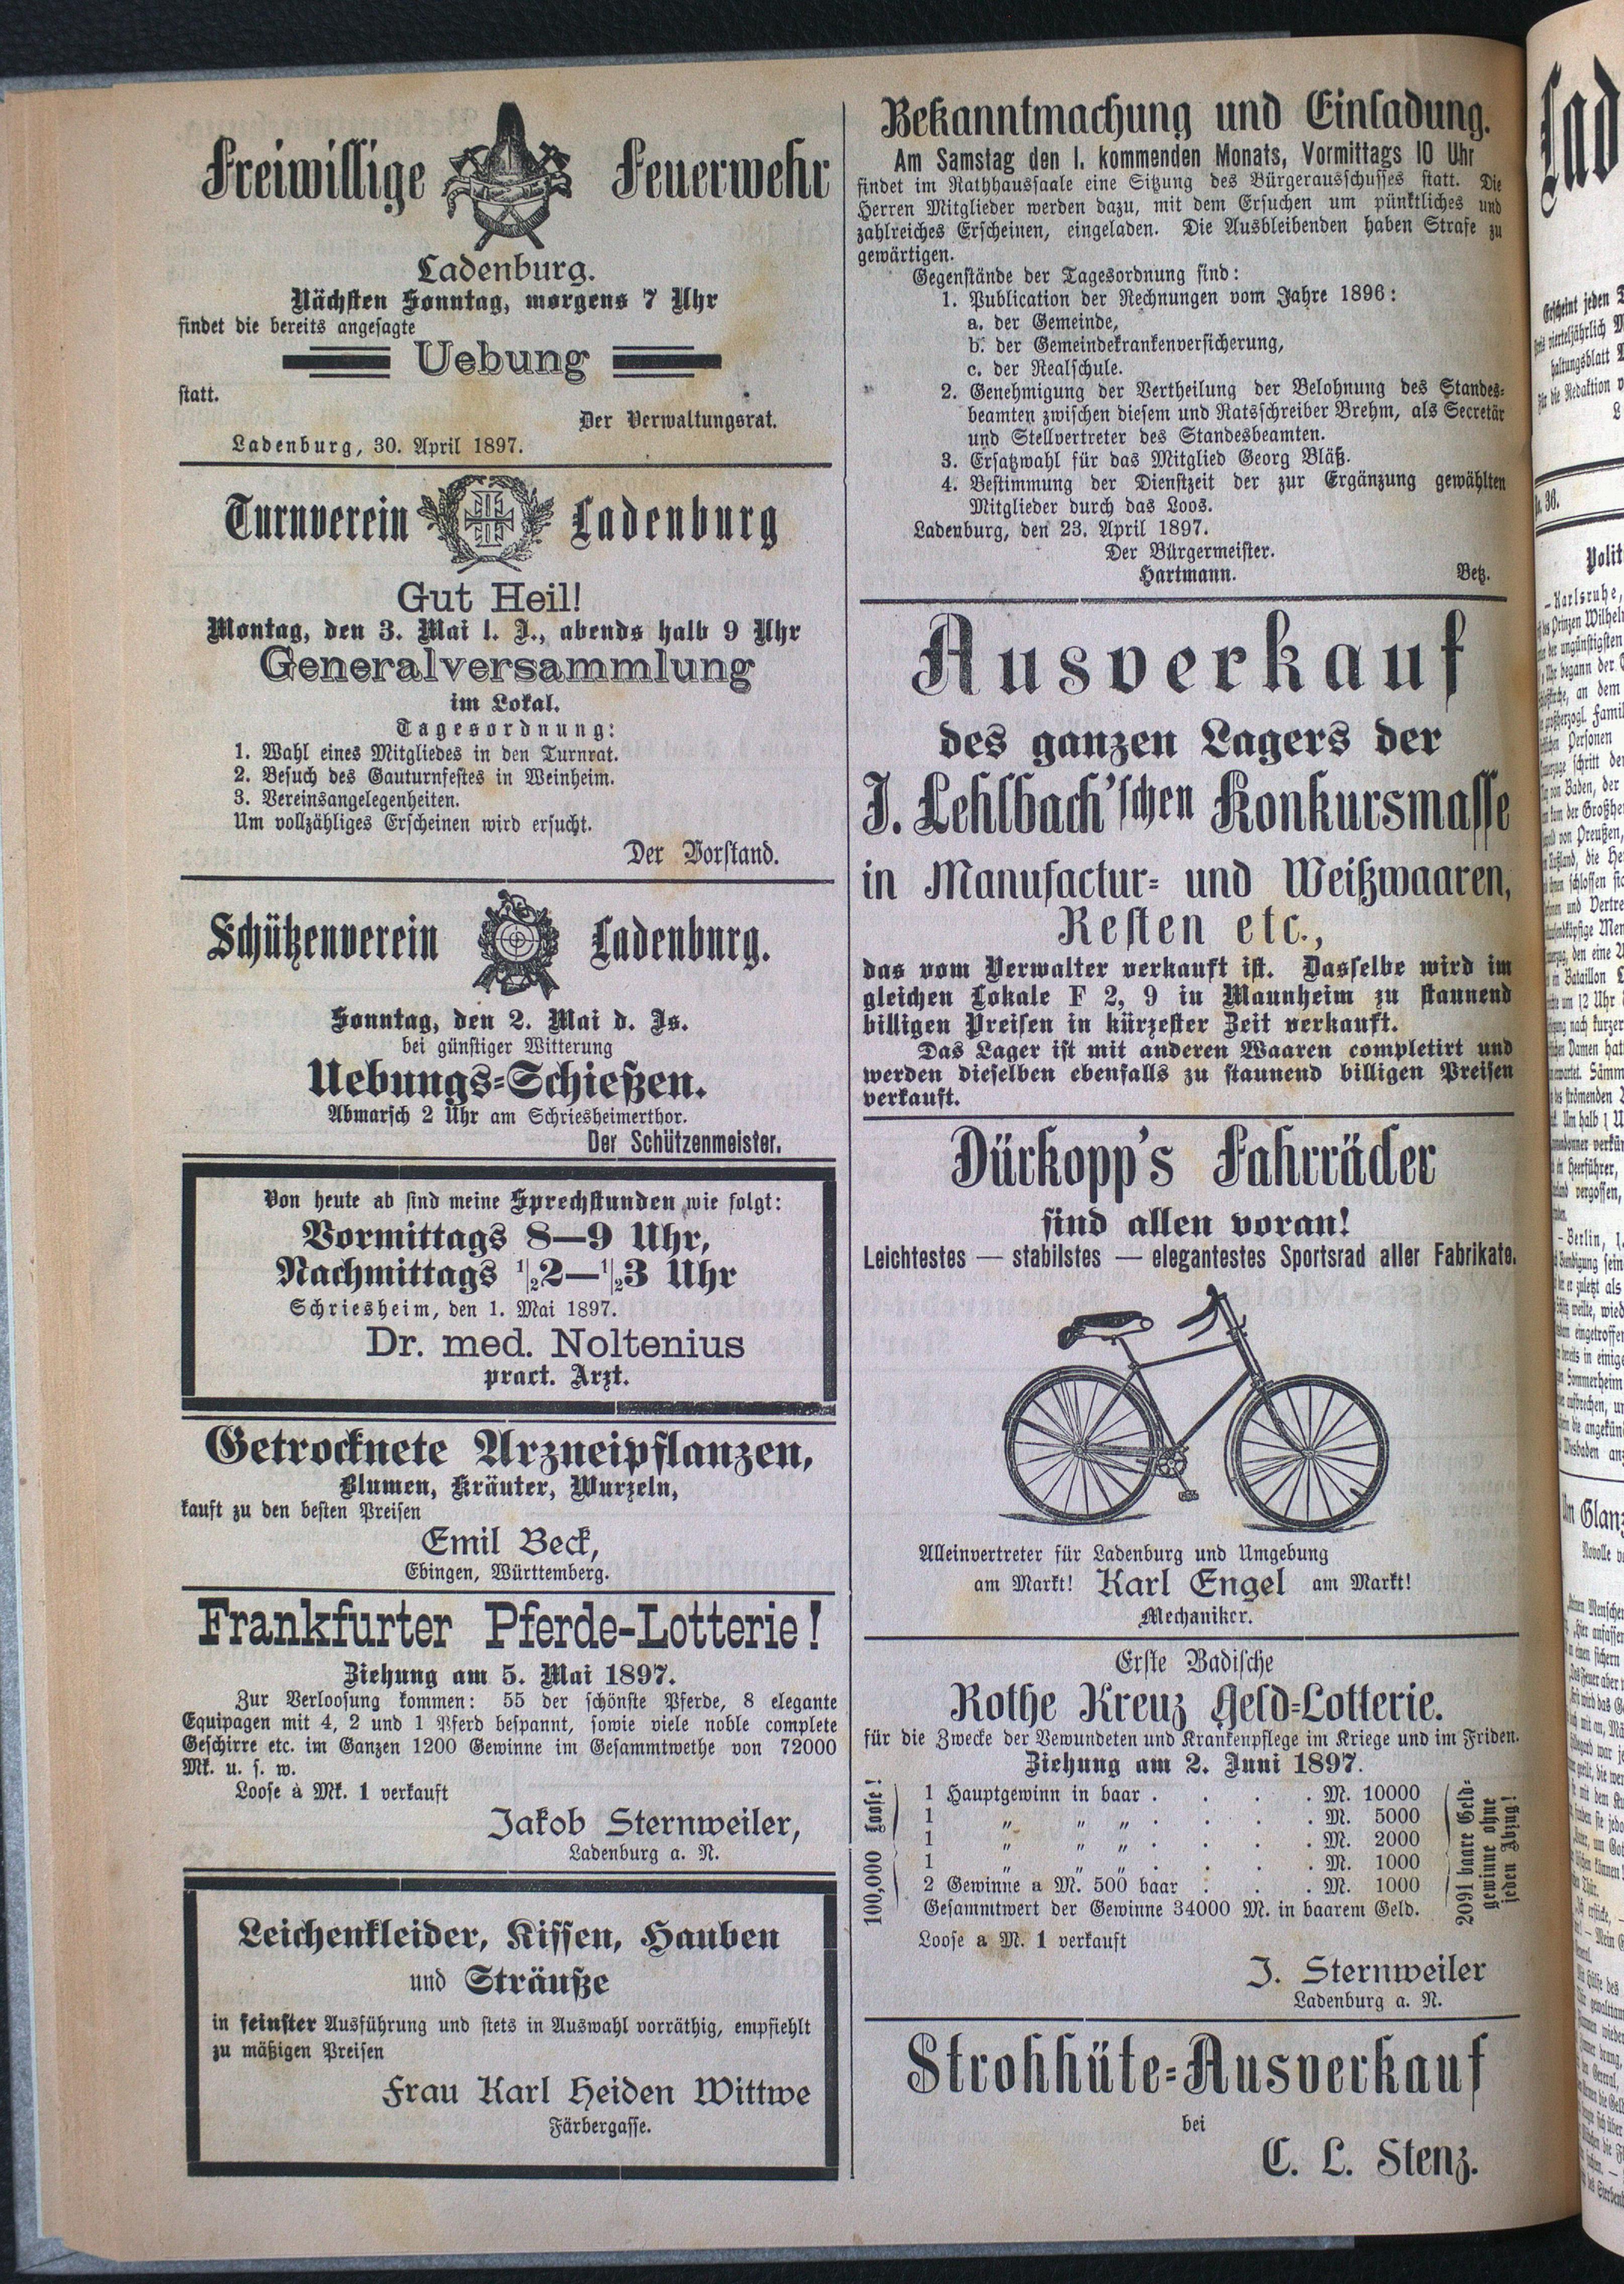 Freiwillige Feuerwehr
Ladenburg.
Nächsten Sonntag, morgens 7 Uhr
findet die bereits angesagte
Uebung
statt.
Der Verwaltungsrat.
Ladenburg, 30. April 1897.
Turnverein Ladenburg
Gut Heil!
Montag, den 3. Mai l. J., abends halb 9 Uhr
Generalversammlung
im Lokal.
Tagesordnung:
1. Wahl eines Mitgliedes in den Turnrat.
2. Besuch des Gauturnfestes in Weinheim.
3. Vereinsangelegenheiten.
Um vollzähliges Erscheinen wird ersucht.
Der Vorstand.
Schützenverein Ladenburg.
Sonntag, den 2. Mai d. Js.
bei günstiger Witterung
Uebungs-Schießen.
Abmarsch 2 Uhr am Schriesheimerthor.
Der Schützenmeister.
Von heute ab sind meine Sprechstunden wie folgt:
Vormittags 8—9 Uhr,
Nachmittags 1/2 2—1/2 3 Uhr
Schriesheim, den 1. Mai 1897.
Dr. med. Noltenius
pract. Arzt.
Getrocknete Arzneipflanzen,
Blumen, Kräuter, Wurzeln,
kauft zu den besten Preisen
Emil Beck,
Ebingen, Württemberg.
Frankfurter Pferde-Lotterie!
Ziehung am 5. Mai 1897.
Zur Verloosung kommen: 55 der schönste Pferde, 8 elegante
Equipagen mit 4, 2 und 1 Pferd bespannt, sowie viele noble complete
Geschirre etc. im Ganzen 1200 Gewinne im Gesammtwethe von 72000
Mk. u. s. w.
Loose à Mk. 1 verkauft
Jakob Sternweiler,
Ladenburg a. N.
Leichenkleider, Kissen, Hauben
und Sträuße
in feinster Ausführung und stets in Auswahl vorräthig, empfiehlt
zu mäßigen Preisen
Frau Karl Heiden Wittwe
Färbergasse.
Bekanntmachung und Einladung.
Am Samstag den 1. kommenden Monats, Vormittags 10 Uhr
findet im Rathhaussaale eine Sitzung des Bürgerausschusses statt. Die
Herren Mitglieder werden dazu, mit dem Ersuchen um pünktliches und
zahlreiches Erscheinen, eingeladen. Die Ausbleibenden haben Strafe zu
gewärtigen.
Gegenstände der Tagesordnung sind:
1. Publication der Rechnungen vom Jahre 1896:
a. der Gemeinde,
b. der Gemeindekrankenversicherung,
c. der Realschule.
2. Genehmigung der Vertheilung der Belohnung des Standes-
beamten zwischen diesem und Ratsschreiber Brehm, als Secretär
und Stellvertreter des Standesbeamten.
3. Ersatzwahl für das Mitglied Georg Bläß.
4. Bestimmung der Dienstzeit der zur Ergänzung gewählten
Mitglieder durch das Loos.
Ladenburg, den 23. April 1897.
Der Bürgermeister.
Hartmann. Betz.
Ausverkauf
des ganzen Lagers der
J. Lehlbach'schen Konkursmasse
in Manufactur- und Weißwaaren,
Resten etc.,
das vom Verwalter verkauft ist. Dasselbe wird im
gleichen Lokale F 2, 9 in Mannheim zu staunend
billigen Preisen in kürzester Zeit verkauft.
Das Lager ist mit anderen Waaren completirt und
werden dieselben ebenfalls zu staunend billigen Preisen
verkauft.
Dürkopp's Fahrräder
sind allen voran!
Leichtestes — stabilstes — elegantestes Sportsrad aller Fabrikate.
Alleinvertreter für Ladenburg und Umgebung
am Markt! Karl Engel am Markt!
Mechaniker.
Erste Badische
Rothe Kreuz Geld-Lotterie.
für die Zwecke der Verwundeten und Krankenpflege im Kriege und im Friden.
Ziehung am 2. Juni 1897.
100,000 Loose!
1 Hauptgewinn in baar . . . . M. 10000
1 „ „ „ . . . . M. 5000
1 „ „ „ . . . . M. 2000
1 „ „ „ . . . . M. 1000
2 Gewinne a M. 500 baar . . . M. 1000
Gesammtwert der Gewinne 34000 M. in baarem Geld.
2091 baare Geld-
gewinne ohne
jeden Abzug!
Loose a M. 1 verkauft
J. Sternweiler
Ladenburg a. N.
Strohhüte-Ausverkauf
bei
C. L. Stenz.